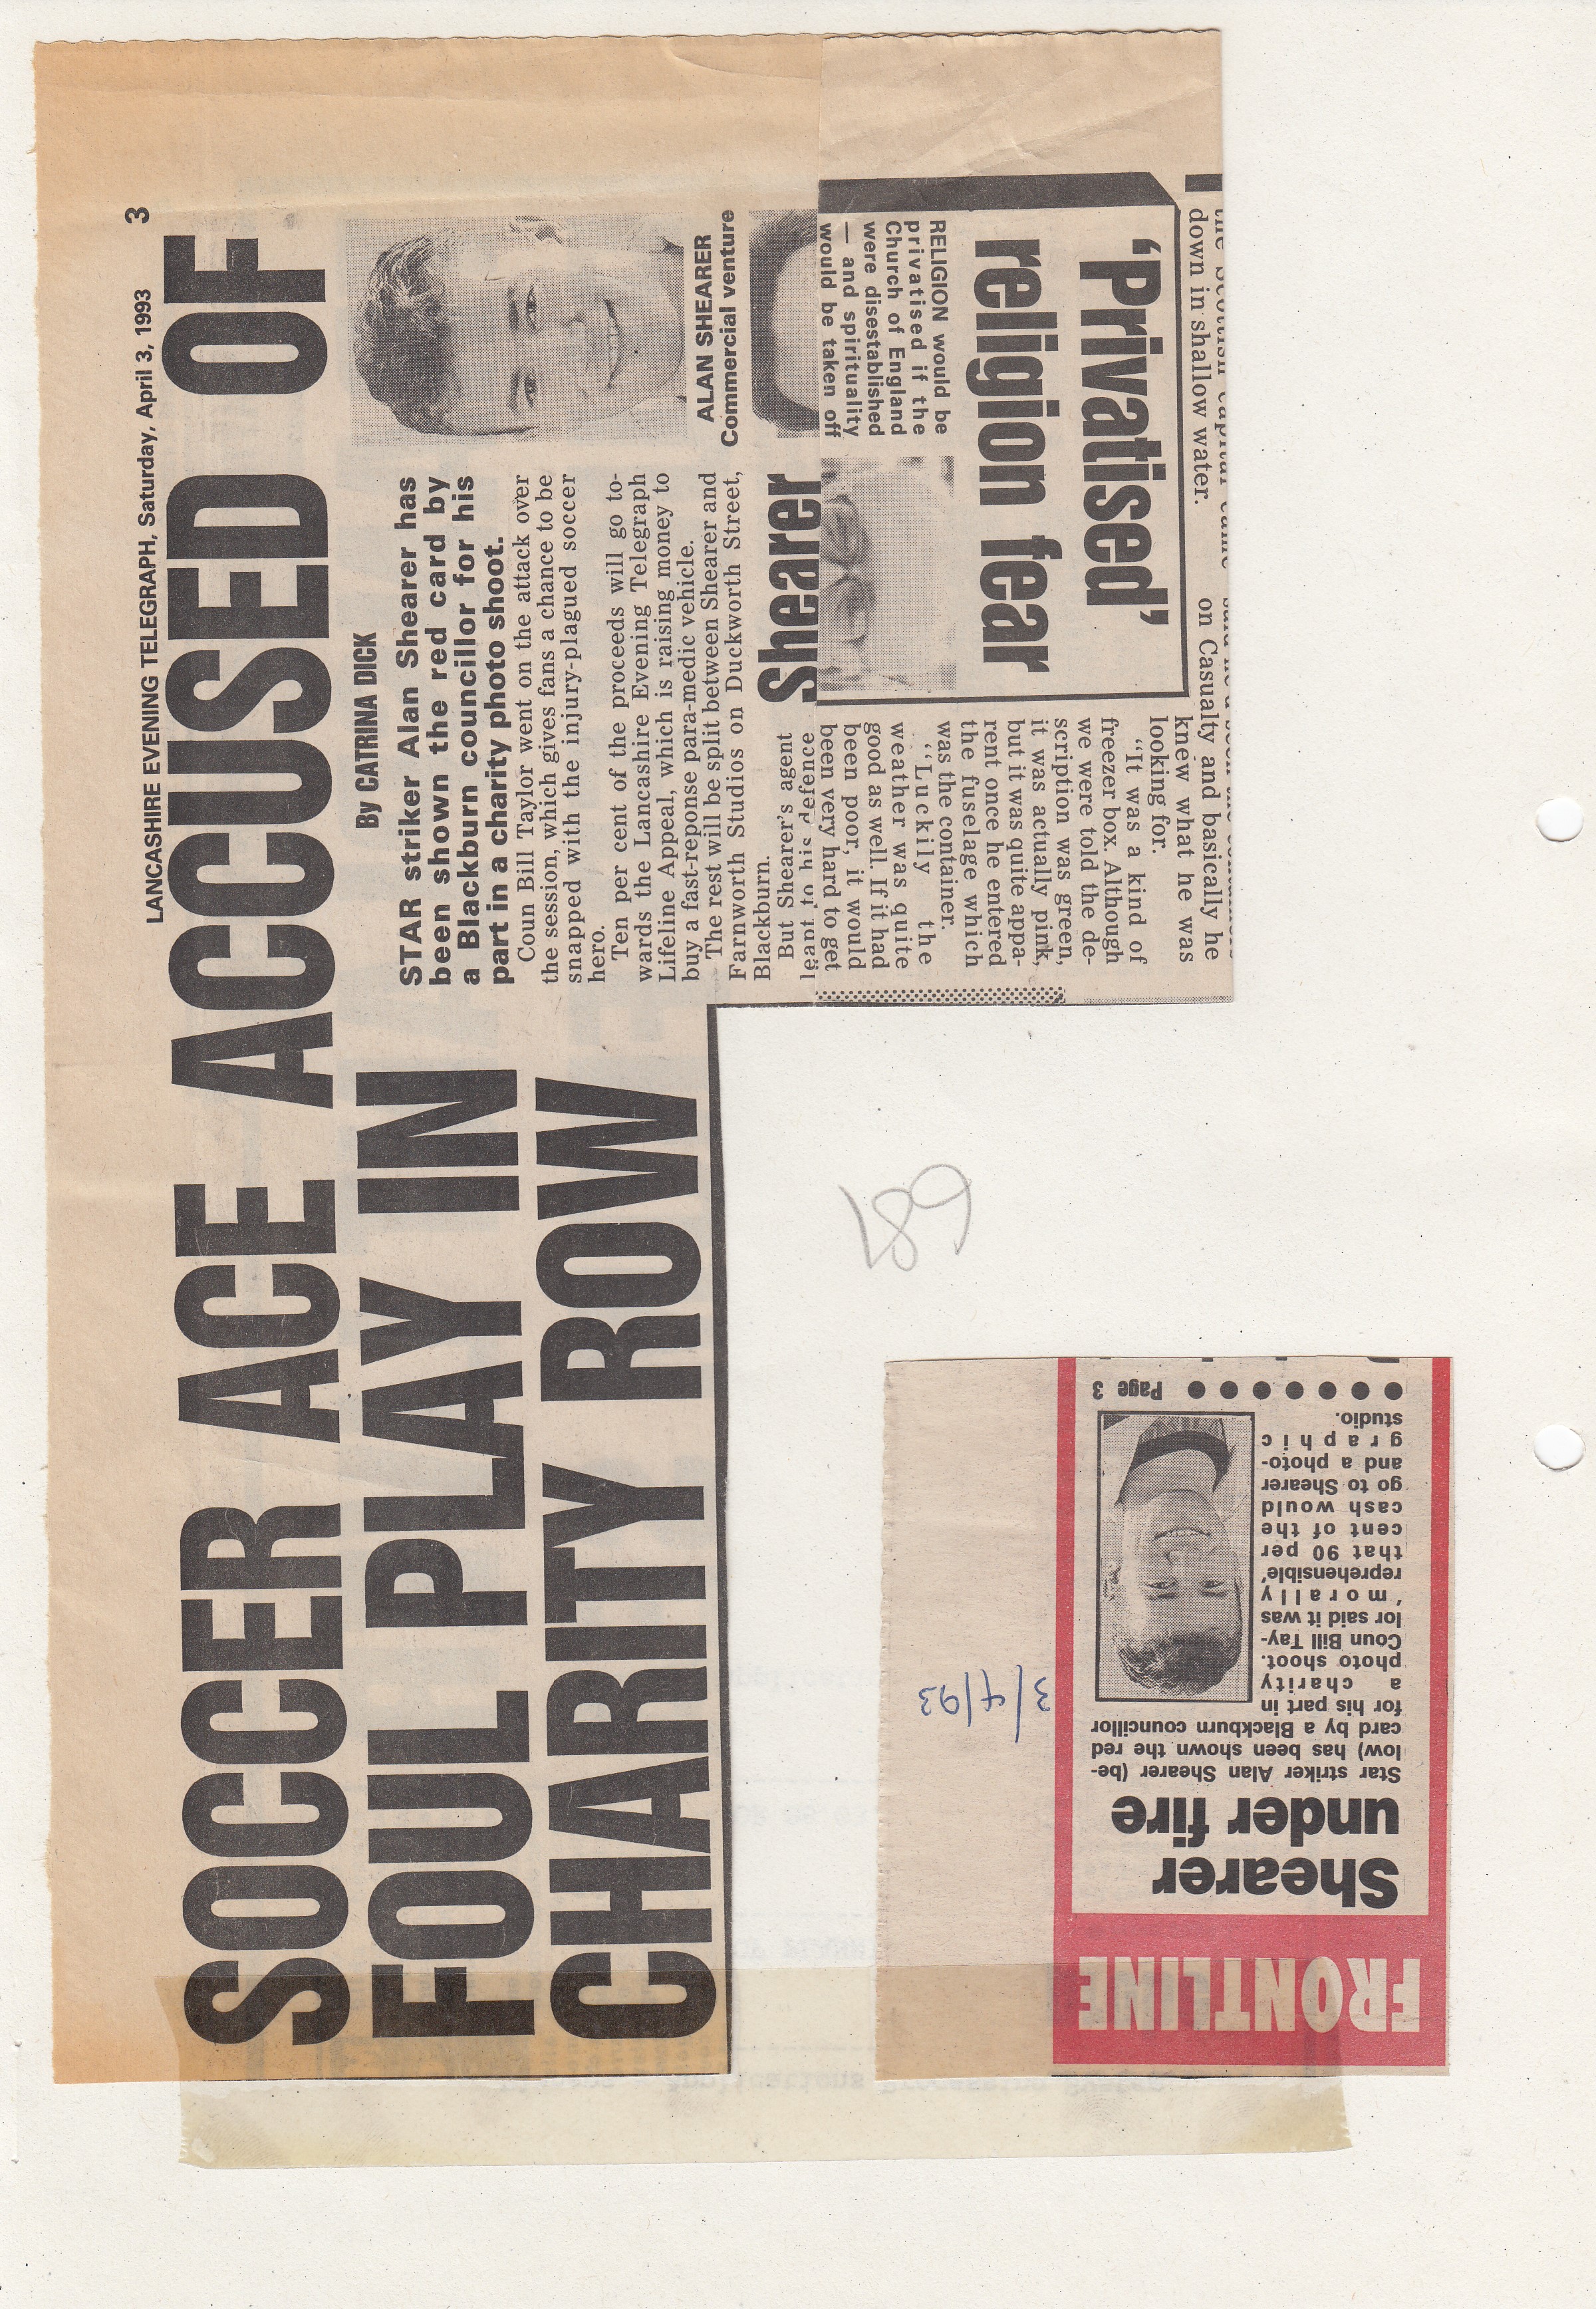 LANCASHIRE EVENING TELEGRAPH, Saturday, April 3, 1993 3
SOCCER ACE ACCUSED OF
FOUL PLAY IN
CHARITY ROW
By CATRINA DICK
STAR striker Alan Shearer has
been shown the red card by
a Blackburn councillor for his
part in a charity photo shoot.
Coun Bill Taylor went on the attack over
the session, which gives fans a chance to be
snapped with the injury-plagued soccer
hero.
Ten per cent of the proceeds will go to-
wards the Lancashire Evening Telegraph
Lifeline Appeal, which is raising money to
buy a fast-reponse para-medic vehicle.
The rest will be split between Shearer and
Farnworth Studios on Duckworth Street,
Blackburn.
But Shearer's agent
leapt to his defence
Shearer
ALAN SHEARER
Commercial venture
down in shallow water.
'Privatised'
religion fear
RELIGION would be
privatised if the
Church of England
were disestablished
— and spirituality
would be taken off
on Casualty and basically he
knew what he was
looking for.
"It was a kind of
freezer box. Although
we were told the de-
scription was green,
it was actually pink,
but it was quite appa-
rent once he entered
the fuselage which
was the container.
"Luckily the
weather was quite
good as well. If it had
been poor, it would
been very hard to get
687
3/4/93
FRONTLINE
Shearer
under fire
Star striker Alan Shearer (be-
low) has been shown the red
card by a Blackburn councillor
for his part in
a charity
photo shoot.
Coun Bill Tay-
lor said it was
'morally
reprehensible'
that 90 per
cent of the
cash would
go to Shearer
and a photo-
graphic
studio.
Page 3